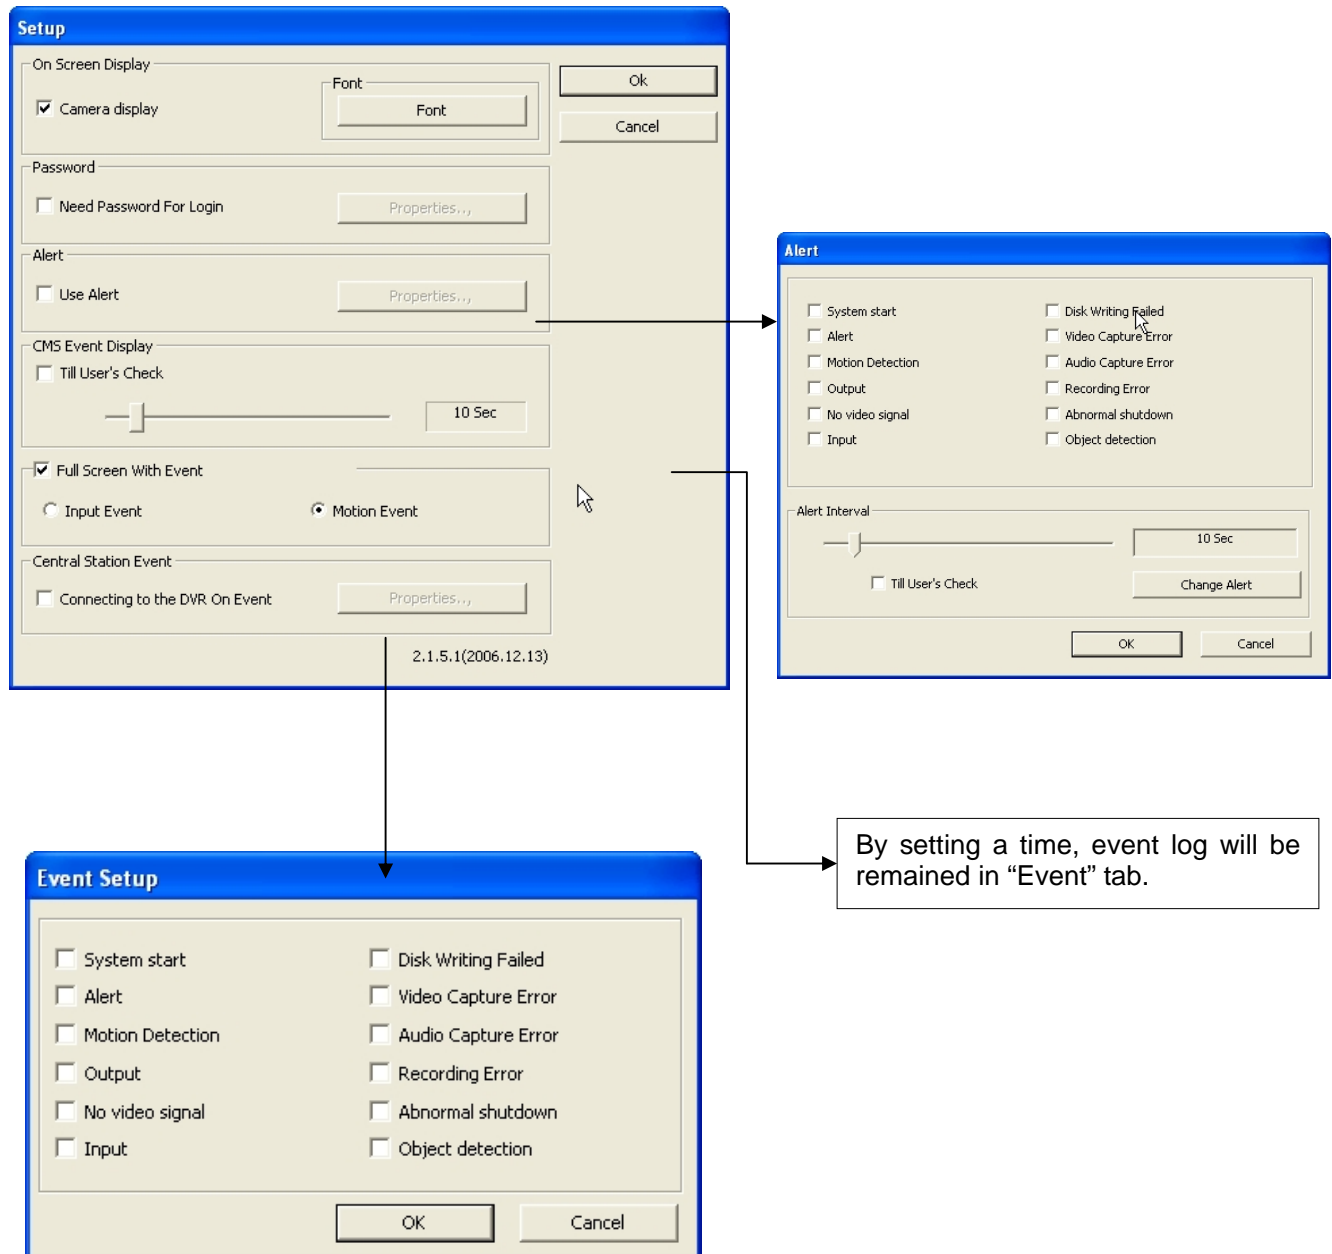 Setup
On Screen Display
Camera display
Font
Font
Ok
Cancel
Password
Need Password For Login
Properties..,
Alert
Use Alert
Properties..,
CMS Event Display
Till User's Check
10 Sec
Full Screen With Event
Input Event
Motion Event
Central Station Event
Connecting to the DVR On Event
Properties..,
2.1.5.1(2006.12.13)
Alert
System start
Disk Writing Failed
Alert
Video Capture Error
Motion Detection
Audio Capture Error
Output
Recording Error
No video signal
Abnormal shutdown
Input
Object detection
Alert Interval
10 Sec
Till User's Check
Change Alert
OK
Cancel
By setting a time, event log will be
remained in “Event” tab.
Event Setup
System start
Disk Writing Failed
Alert
Video Capture Error
Motion Detection
Audio Capture Error
Output
Recording Error
No video signal
Abnormal shutdown
Input
Object detection
OK
Cancel